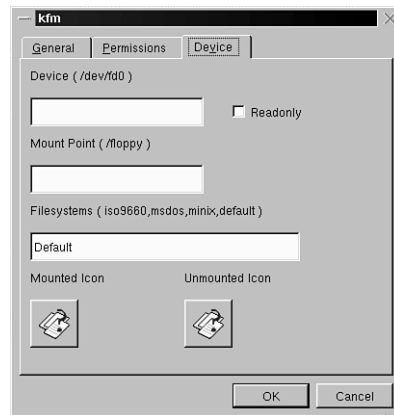 kfm
General Permissions Device
Device ( /dev/fd0 )
Readonly
Mount Point ( /floppy )
Filesystems ( iso9660,msdos,minix,default )
Default
Mounted Icon Unmounted Icon
OK Cancel